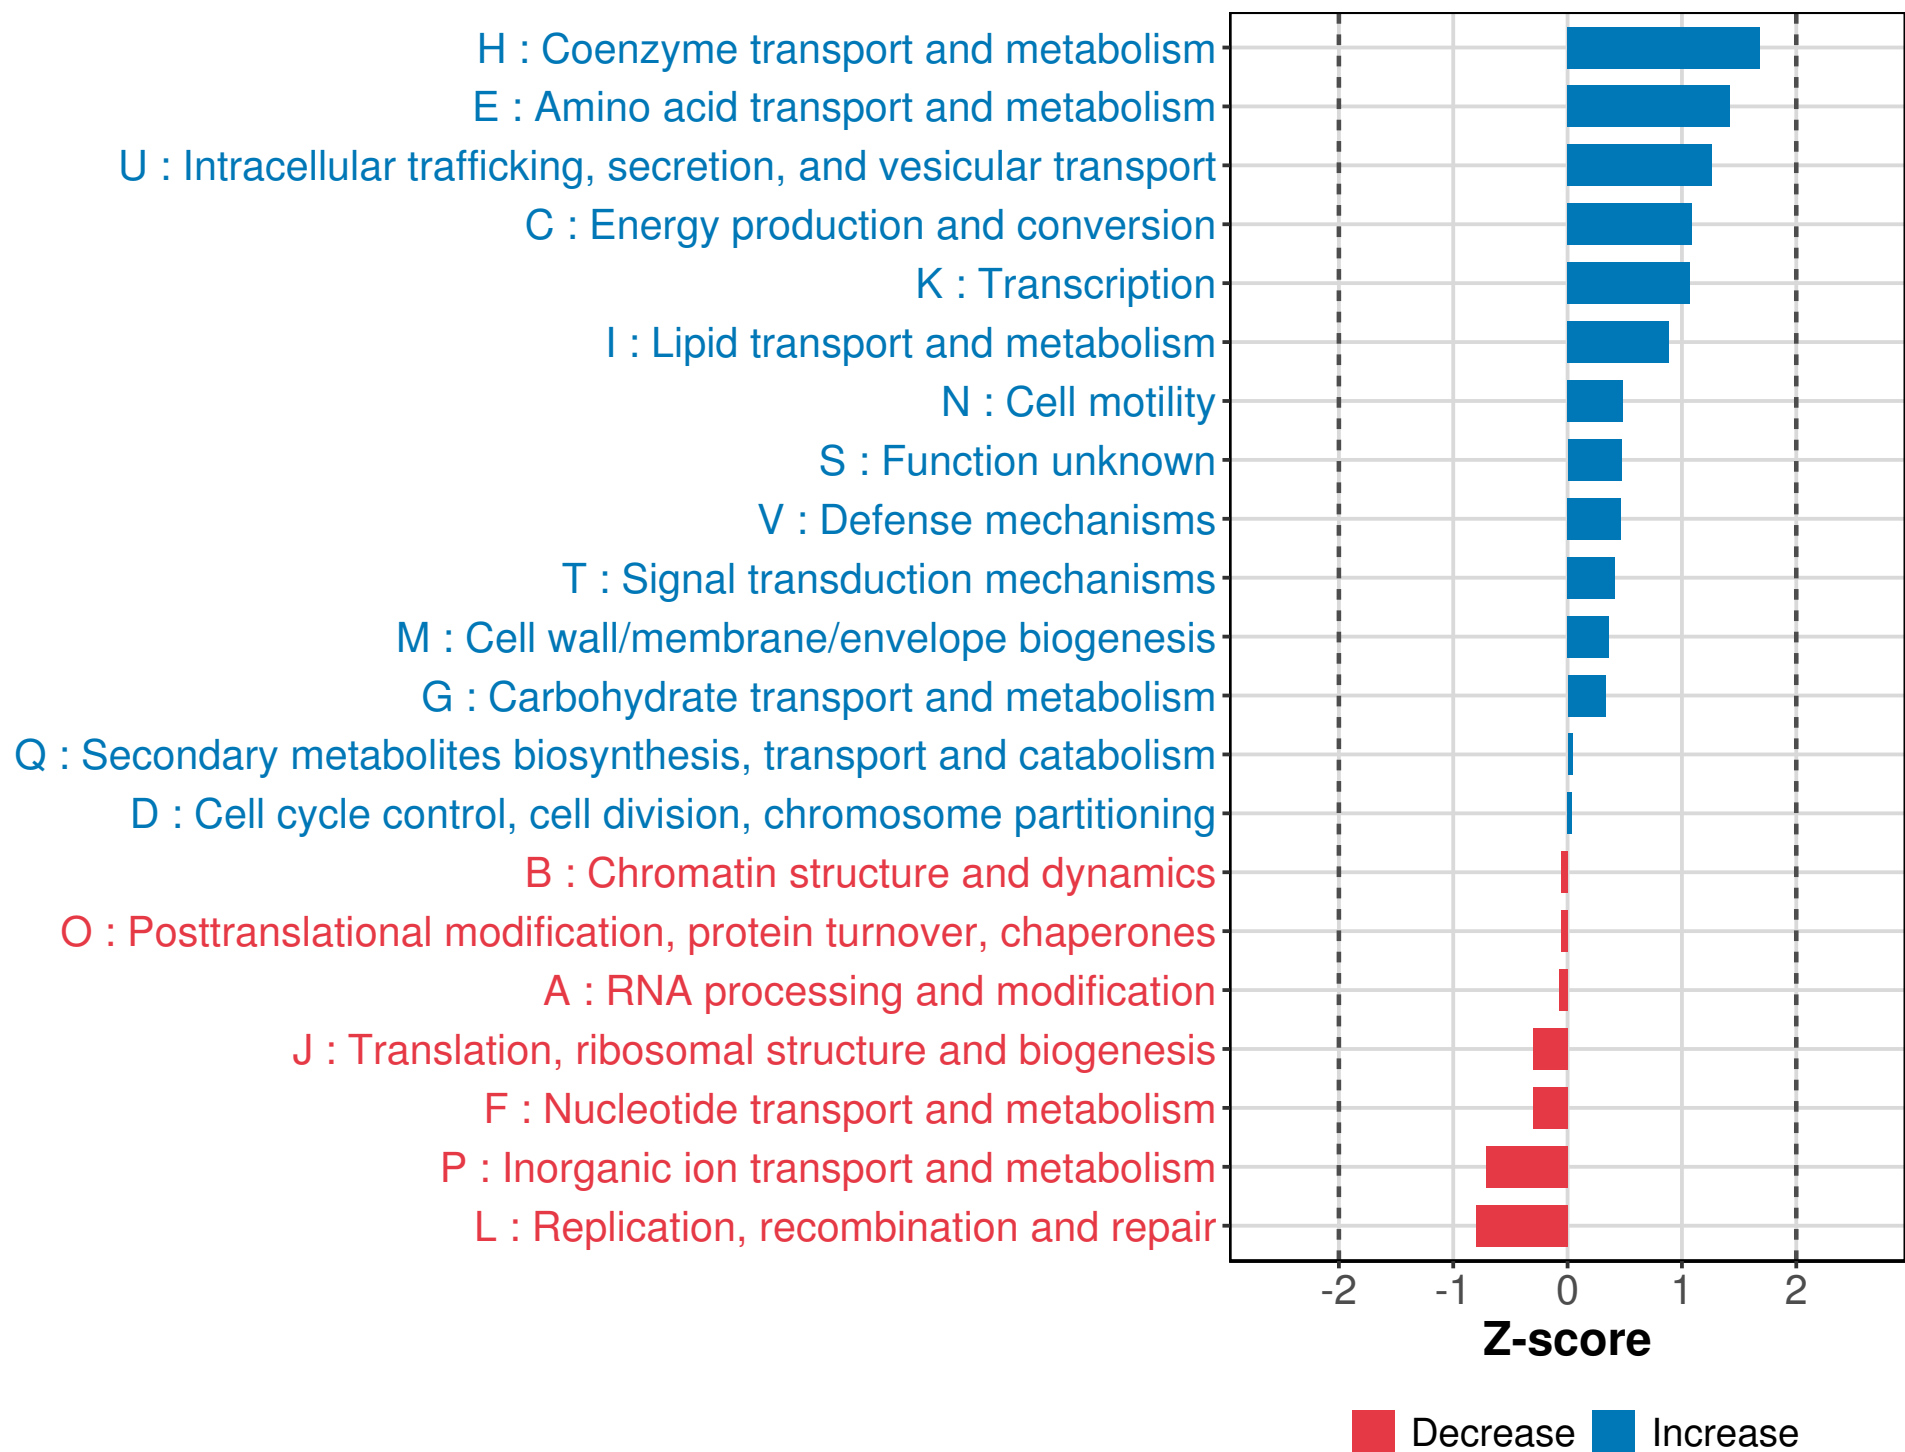 H : Coenzyme transport and metabolism
E : Amino acid transport and metabolism
U : Intracellular trafficking, secretion, and vesicular transport
C : Energy production and conversion
K : Transcription
I : Lipid transport and metabolism
N : Cell motility
S : Function unknown
V : Defense mechanisms
T : Signal transduction mechanisms
M : Cell wall/membrane/envelope biogenesis
G : Carbohydrate transport and metabolism
Q : Secondary metabolites biosynthesis, transport and catabolism
D : Cell cycle control, cell division, chromosome partitioning
B : Chromatin structure and dynamics
O : Posttranslational modification, protein turnover, chaperones
A : RNA processing and modification
J : Translation, ribosomal structure and biogenesis
F : Nucleotide transport and metabolism
P : Inorganic ion transport and metabolism
L : Replication, recombination and repair
-2 -1 0 1 2
Z-score
Decrease Increase